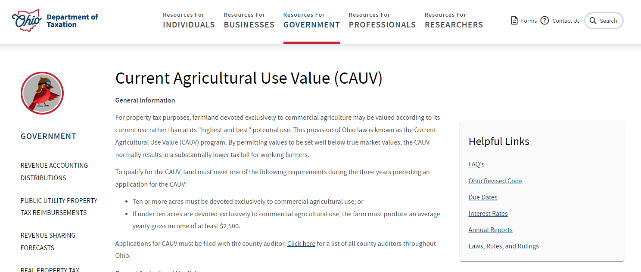 Ohio Department of Taxation
Resources For INDIVIDUALS
Resources For BUSINESSES
Resources For GOVERNMENT
Resources For PROFESSIONALS
Resources For RESEARCHERS
Forms
Contact Us
Search
GOVERNMENT
REVENUE ACCOUNTING
DISTRIBUTIONS
PUBLIC UTILITY PROPERTY
TAX REIMBURSEMENTS
REVENUE SHARING
FORECASTS
REAL PROPERTY TAX
Current Agricultural Use Value (CAUV)
General Information
For property tax purposes, farmland devoted exclusively to commercial agriculture may be valued according to its
current use rather than at its "highest and best" potential use. This provision of Ohio law is known as the Current
Agricultural Use Value (CAUV) program. By permitting values to be set well below true market values, the CAUV
normally results in a substantially lower tax bill for working farmers.
To qualify for the CAUV, land must meet one of the following requirements during the three years preceding an
application for the CAUV:
• Ten or more acres must be devoted exclusively to commercial agricultural use; or
• If under ten acres are devoted exclusively to commercial agricultural use, the farm must produce an average
yearly gross income of at least $2,500.
Applications for CAUV must be filed with the county auditor. Click here for a list of all county auditors throughout
Ohio.
Helpful Links
FAQ's
Ohio Revised Code
Due Dates
Interest Rates
Annual Reports
Laws, Rules, and Rulings